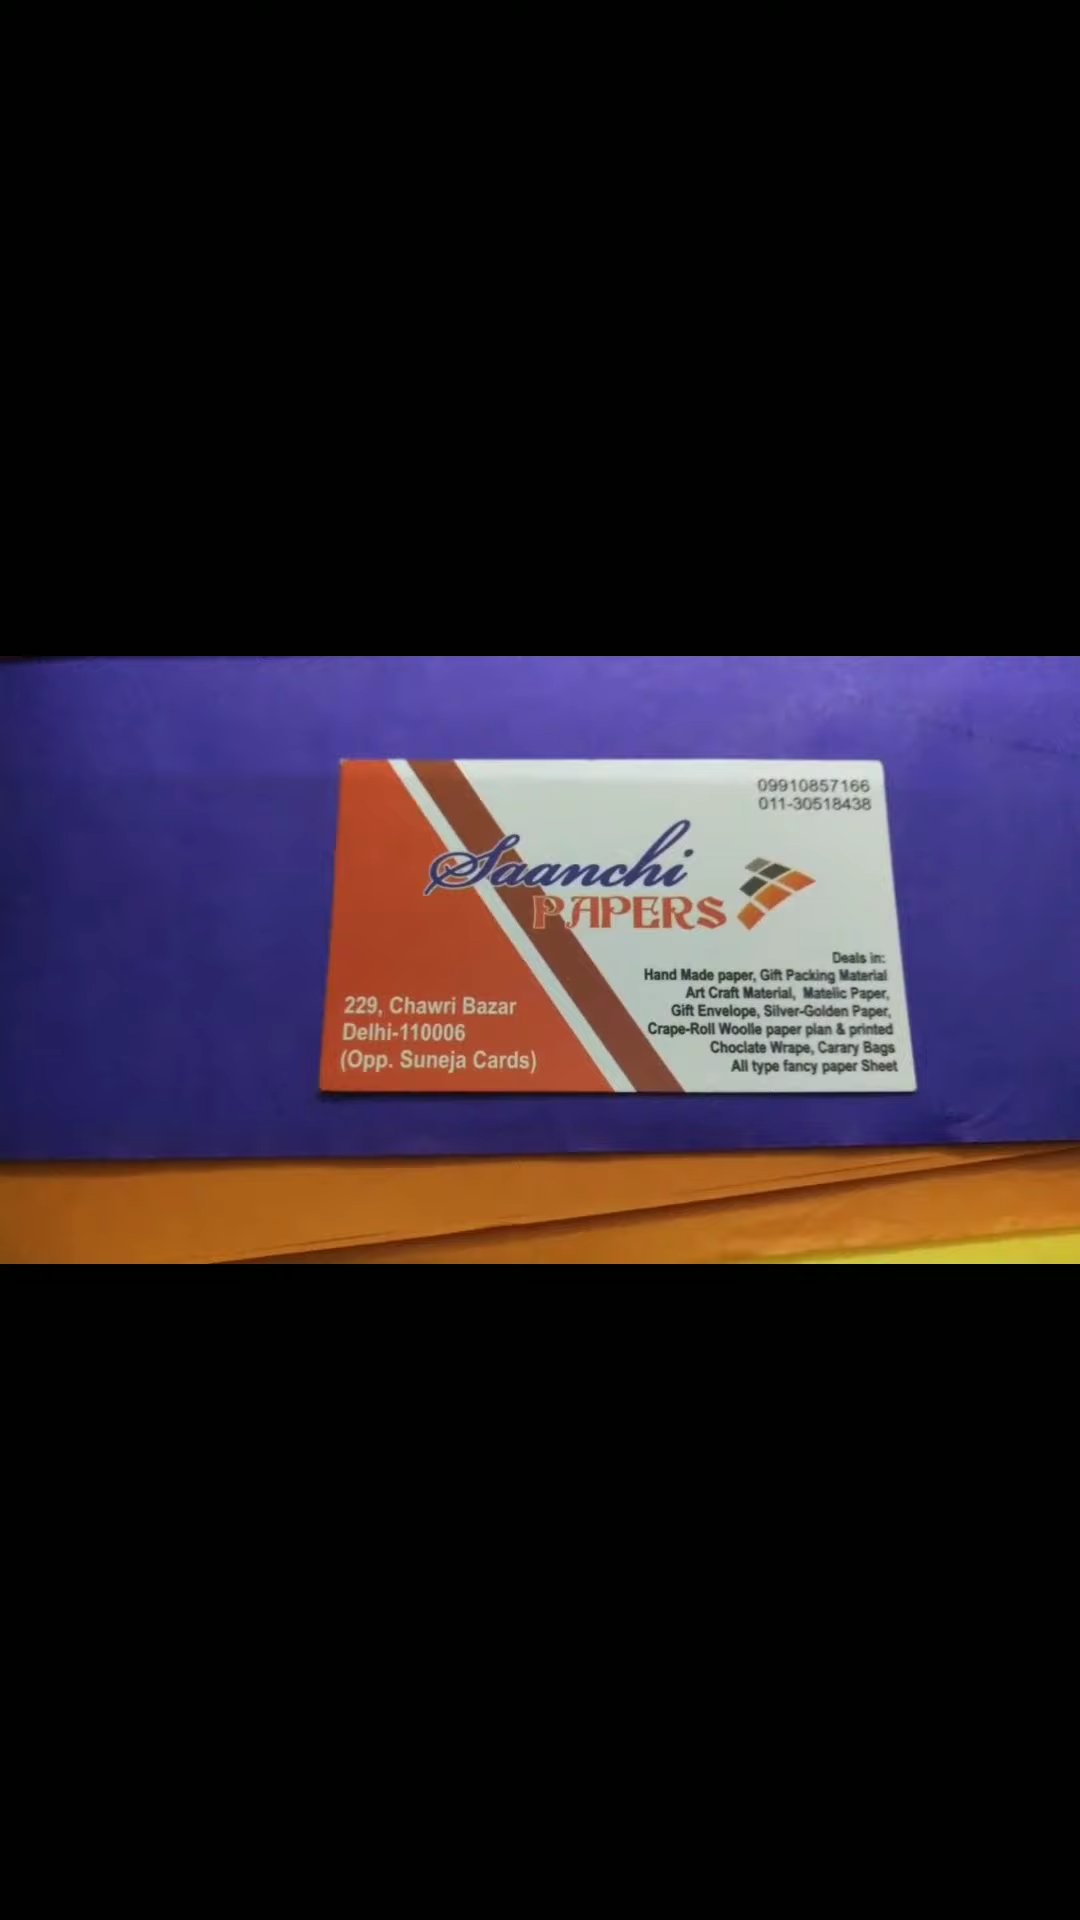 09910857166
011-30518438
Saanchi
PAPERS
229, Chawri Bazar
Delhi-110006
(Opp. Suneja Cards)
Deals in:
Hand Made paper, Gift Packing Material
Art Craft Material, Matelic Paper,
Gift Envelope, Silver-Golden Paper,
Crape-Roll Woolle paper plan & printed
Choclate Wrape, Carary Bags
All type fancy paper Sheet